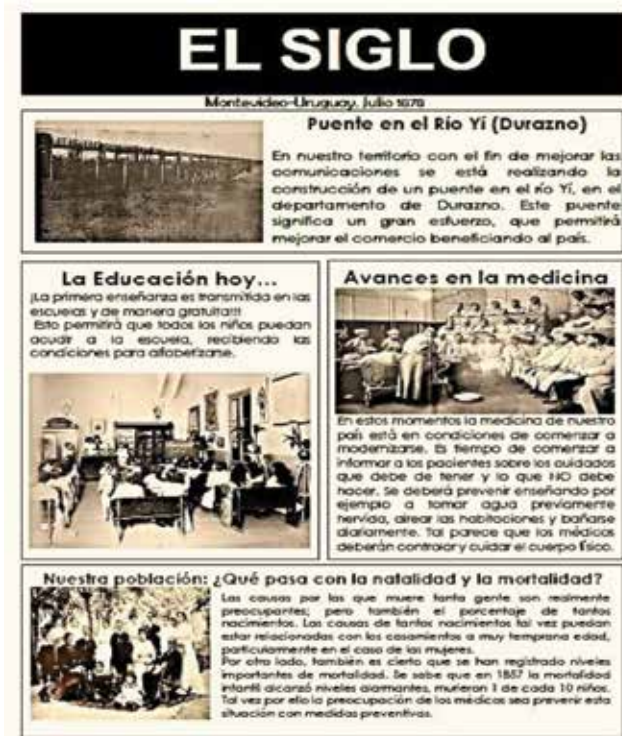 EL SIGLO
Montevideo-Uruguay, Julio 1878
Puente en el Río Yí (Durazno)
En nuestro territorio con el fin de mejorar las
comunicaciones se está realizando la
construcción de un puente en el río Yí, en el
departamento de Durazno. Este puente
significa un gran esfuerzo, que permitirá
mejorar el comercio beneficiando al país.
La Educación hoy...
¡La primera enseñanza es transmitida en las
escuelas y de manera gratuita!!!
Esto permitirá que todos los niños puedan
acudir a la escuela, recibiendo las
condiciones para alfabetizarse.
Avances en la medicina
En estos momentos la medicina de nuestro
país está en condiciones de comenzar a
modernizarse. Es tiempo de comenzar a
informar a los pacientes sobre los cuidados
que debe de tener y lo que NO debe
hacer. Se deberá prevenir enseñando por
ejemplo a tomar agua previamente
hervida, airear las habitaciones y bañarse
diariamente. Tal parece que los médicos
deberán controlar y cuidar el cuerpo físico.
Nuestra población: ¿Qué pasa con la natalidad y la mortalidad?
Las causas por las que muere tanta gente son realmente
preocupantes; pero también el porcentaje de tantos
nacimientos. Las causas de tantos nacimientos tal vez puedan
estar relacionadas con los casamientos a muy temprana edad,
particularmente en el caso de las mujeres.
Por otro lado, también es cierto que se han registrado niveles
importantes de mortalidad. Se sabe que en 1857 la mortalidad
infantil alcanzó niveles alarmantes, murieron 1 de cada 10 niños.
Tal vez por ello la preocupación de los médicos sea prevenir esta
situación con medidas preventivas.